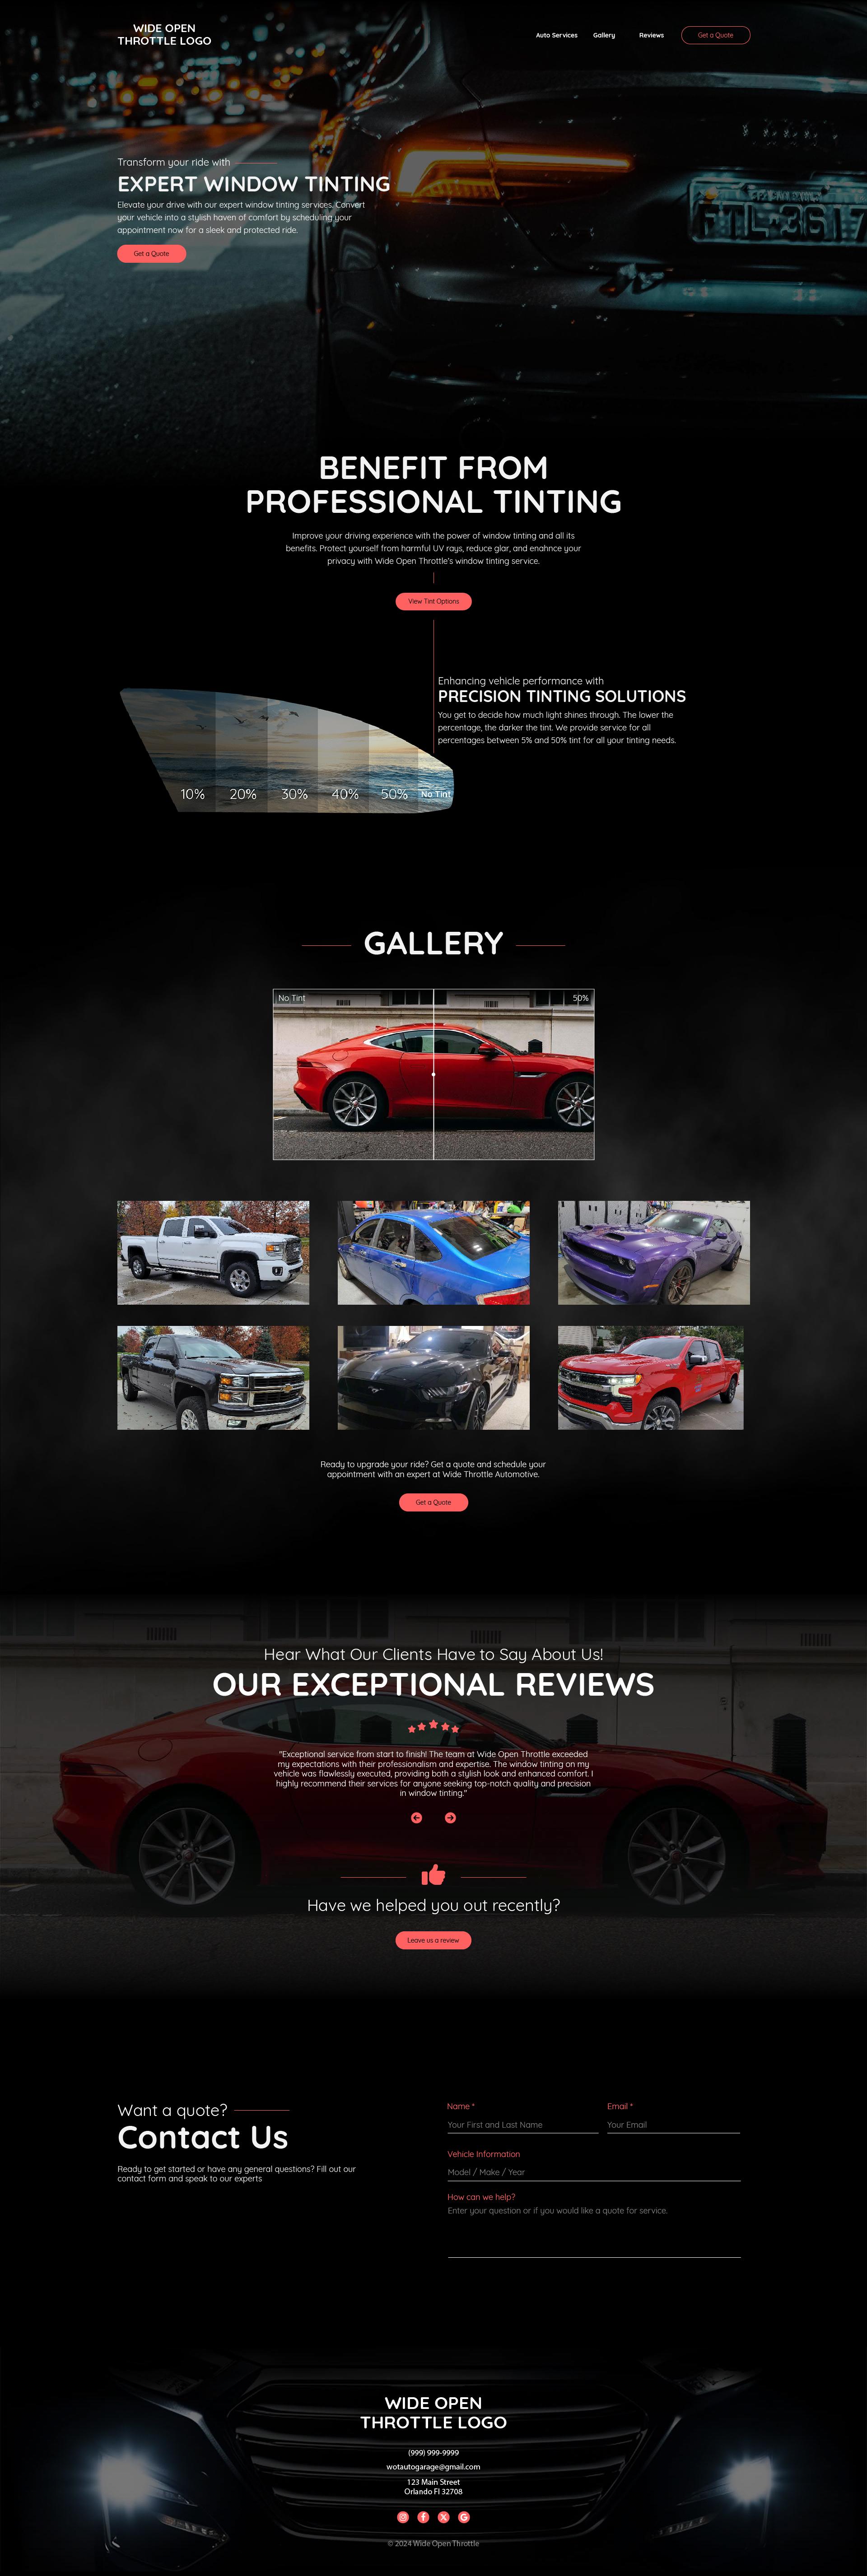 WIDE OPEN
THROTTLE LOGO
Auto Services
Gallery
Reviews
Get a Quote
Transform your ride with
EXPERT WINDOW TINTING
Elevate your drive with our expert window tinting services. Convert
your vehicle into a stylish haven of comfort by scheduling your
appointment now for a sleek and protected ride.
Get a Quote
BENEFIT FROM
PROFESSIONAL TINTING
Improve your driving experience with the power of window tinting and all its
benefits. Protect yourself from harmful UV rays, reduce glar, and enahnce your
privacy with Wide Open Throttle's window tinting service.
View Tint Options
Enhancing vehicle performance with
PRECISION TINTING SOLUTIONS
You get to decide how much light shines through. The lower the
percentage, the darker the tint. We provide service for all
percentages between 5% and 50% tint for all your tinting needs.
10%
20%
30%
40%
50%
No Tint
GALLERY
No Tint
50%
Ready to upgrade your ride? Get a quote and schedule your
appointment with an expert at Wide Throttle Automotive.
Get a Quote
Hear What Our Clients Have to Say About Us!
OUR EXCEPTIONAL REVIEWS
"Exceptional service from start to finish! The team at Wide Open Throttle exceeded
my expectations with their professionalism and expertise. The window tinting on my
vehicle was flawlessly executed, providing both a stylish look and enhanced comfort. I
highly recommend their services for anyone seeking top-notch quality and precision
in window tinting."
Have we helped you out recently?
Leave us a review
Want a quote?
Contact Us
Ready to get started or have any general questions? Fill out our
contact form and speak to our experts
Name *
Email *
Your First and Last Name
Your Email
Vehicle Information
Model / Make / Year
How can we help?
Enter your question or if you would like a quote for service.
WIDE OPEN
THROTTLE LOGO
(999) 999-9999
wotautogarage@gmail.com
123 Main Street
Orlando Fl 32708
© 2024 Wide Open Throttle